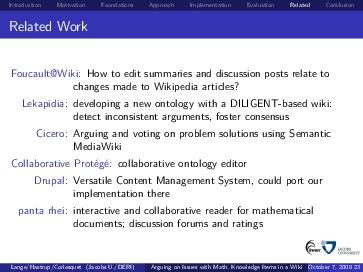 Introduction Motivation Foundations Approach Implementation Evaluation Related Conclusion
Related Work
Foucault@Wiki: How to edit summaries and discussion posts relate to
changes made to Wikipedia articles?
Lekapidia: developing a new ontology with a DILIGENT-based wiki:
detect inconsistent arguments, foster consensus
Cicero: Arguing and voting on problem solutions using Semantic
MediaWiki
Collaborative Protégé: collaborative ontology editor
Drupal: Versatile Content Management System, could port our
implementation there
panta rhei: interactive and collaborative reader for mathematical
documents; discussion forums and ratings
JACOBS
UNIVERSITY
Lange/Hastrup/Corlosquet (Jacobs U./DERI) Arguing on Issues with Math. Knowledge Items in a Wiki October 7, 2008 23